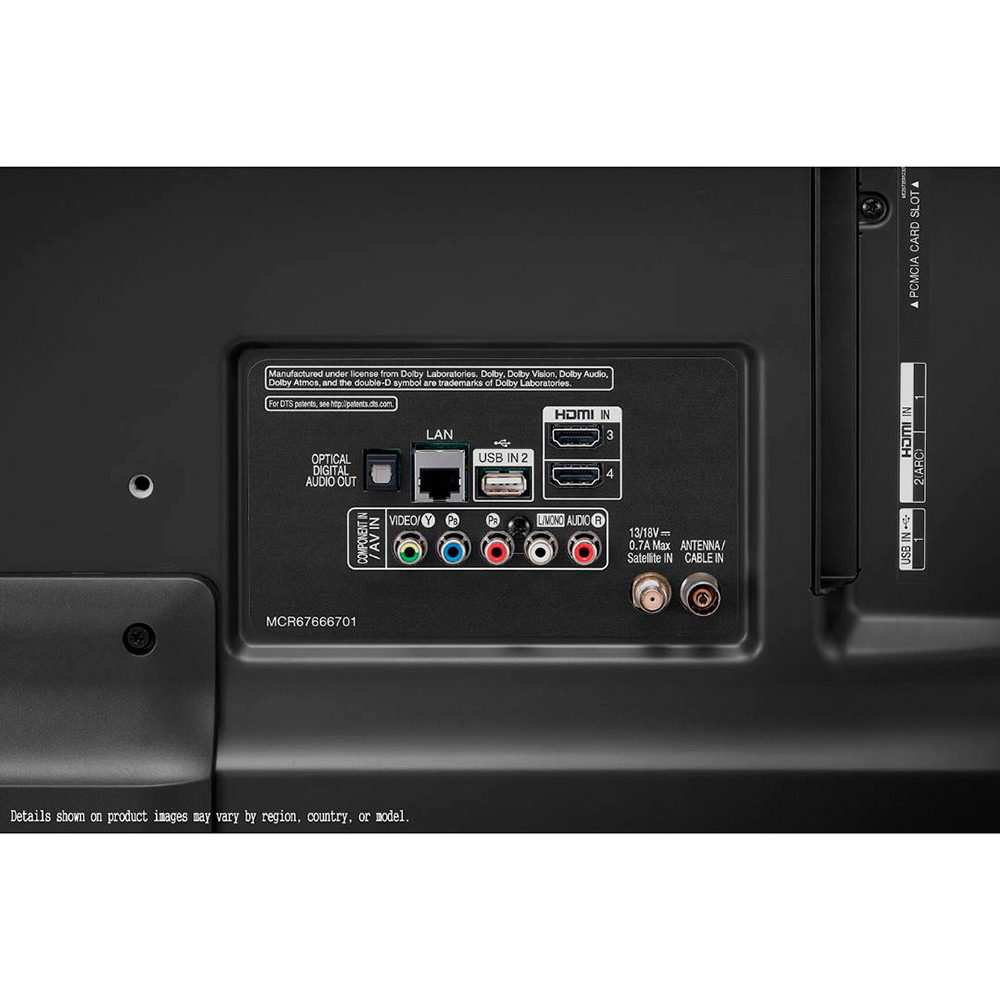 Manufactured under license from Dolby Laboratories. Dolby, Dolby Vision, Dolby Audio,
Dolby Atmos, and the double-D symbol are trademarks of Dolby Laboratories.
For DTS patents, see http://patents.dts.com.
HDMI IN
3
4
LAN
USB IN 2
OPTICAL
DIGITAL
AUDIO OUT
COMPONENT IN
/ AV IN
VIDEO/ Y PB PR L/MONO AUDIO R
13/18V
0.7A Max
Satellite IN
ANTENNA /
CABLE IN
MCR67666701
▲ PCMCIA CARD SLOT ▲
HDMI IN
1
2(ARC)
USB IN
1
Details shown on product images may vary by region, country, or model.